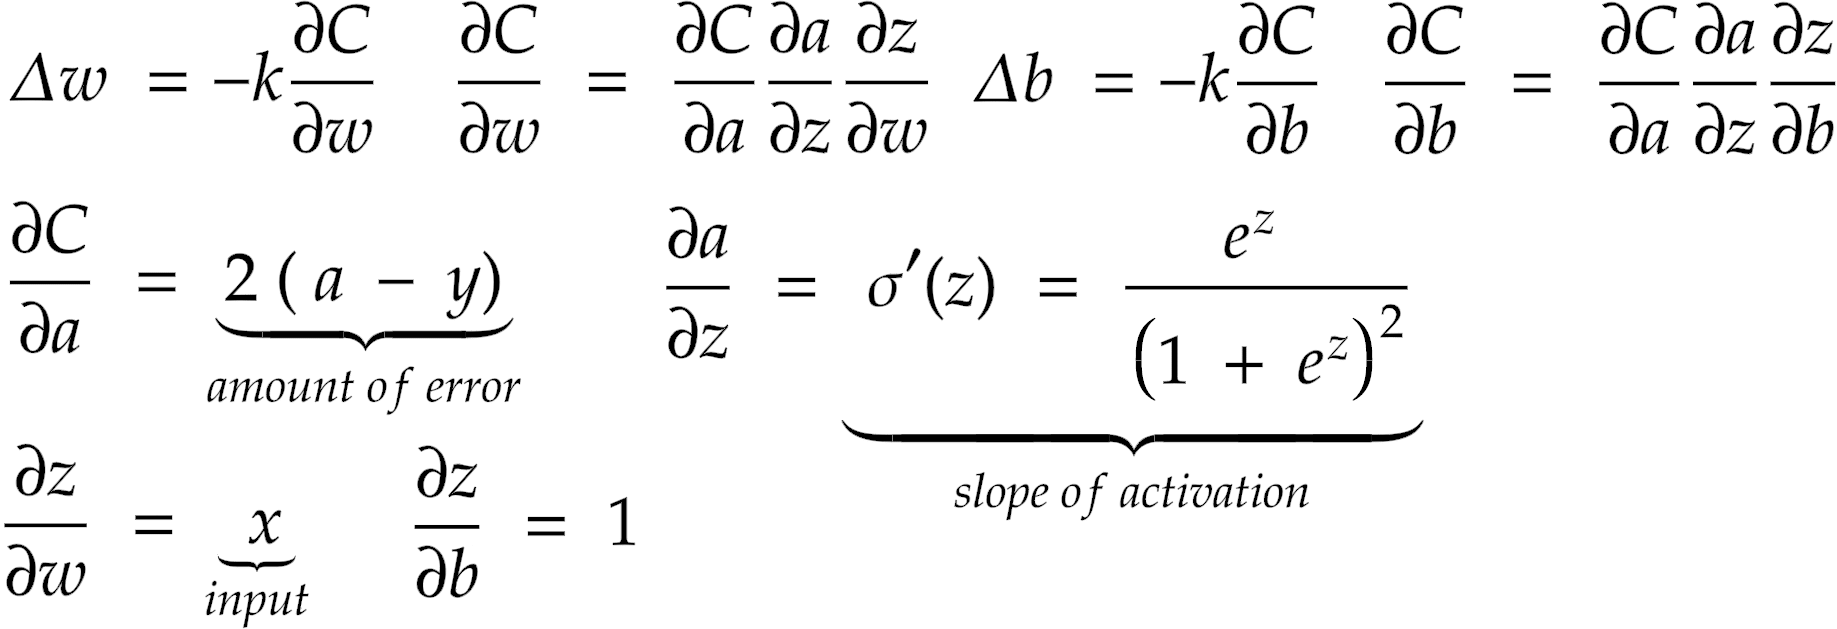 Δw = −k ∂C/∂w   ∂C/∂w = ∂C/∂a ∂a/∂z ∂z/∂w   Δb = −k ∂C/∂b   ∂C/∂b = ∂C/∂a ∂a/∂z ∂z/∂b
∂C/∂a = 2 ( a − y)   ∂a/∂z = σ′(z) = e^z / (1 + e^z)^2
amount of error
slope of activation
∂z/∂w = x   ∂z/∂b = 1
input